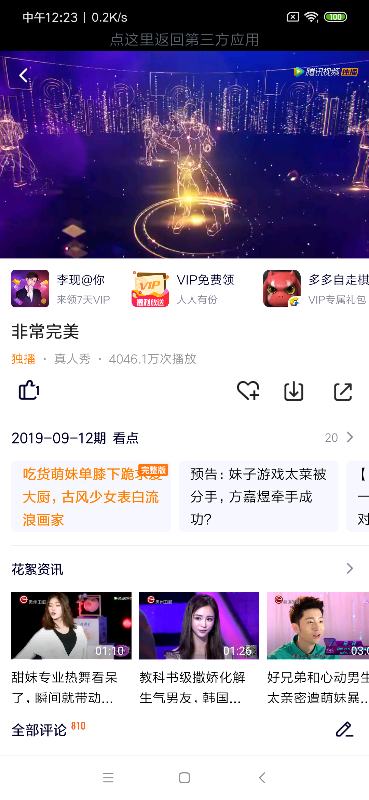 中午12:23 | 0.2K/s
100
点这里返回第三方应用
腾讯视频 独播
李现@你
来领7天VIP
VIP免费领
人人有份
福利放送
多多自走棋
VIP专属礼包
非常完美
独播 · 真人秀 · 4046.1万次播放
1
2019-09-12期 看点
20
吃货萌妹单膝下跪求爱
完整版
大厨，古风少女表白流
浪画家
预告：妹子游戏太菜被
分手，方嘉煜牵手成
功？
【
一
对
花絮资讯
01:10
01:26
03:0
甜妹专业热舞看呆
了，瞬间就带动...
教科书级撒娇化解
生气男友，韩国...
好兄弟和心动男生
太亲密遭萌妹暴...
全部评论 810